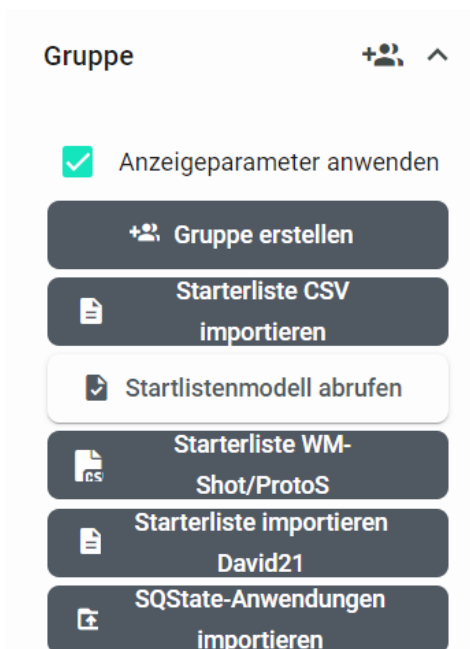 Gruppe
Anzeigeparameter anwenden
Gruppe erstellen
Starterliste CSV
importieren
Startlistenmodell abrufen
Starterliste WM-
Shot/ProtoS
Starterliste importieren
David21
SQState-Anwendungen
importieren